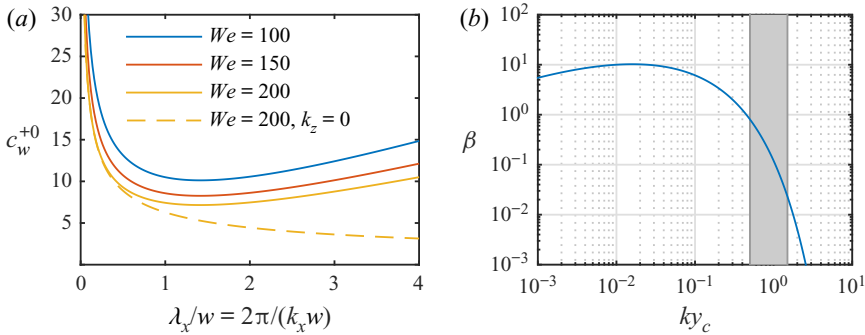 (a)
30
25
20
15
10
5
c_w^{+0}
We = 100
We = 150
We = 200
We = 200, k_z = 0
0 1 2 3 4
λ_x/w = 2π/(k_x w)
(b)
10^2
10^1
10^0
10^{-1}
10^{-2}
10^{-3}
β
10^{-3} 10^{-2} 10^{-1} 10^0 10^1
ky_c